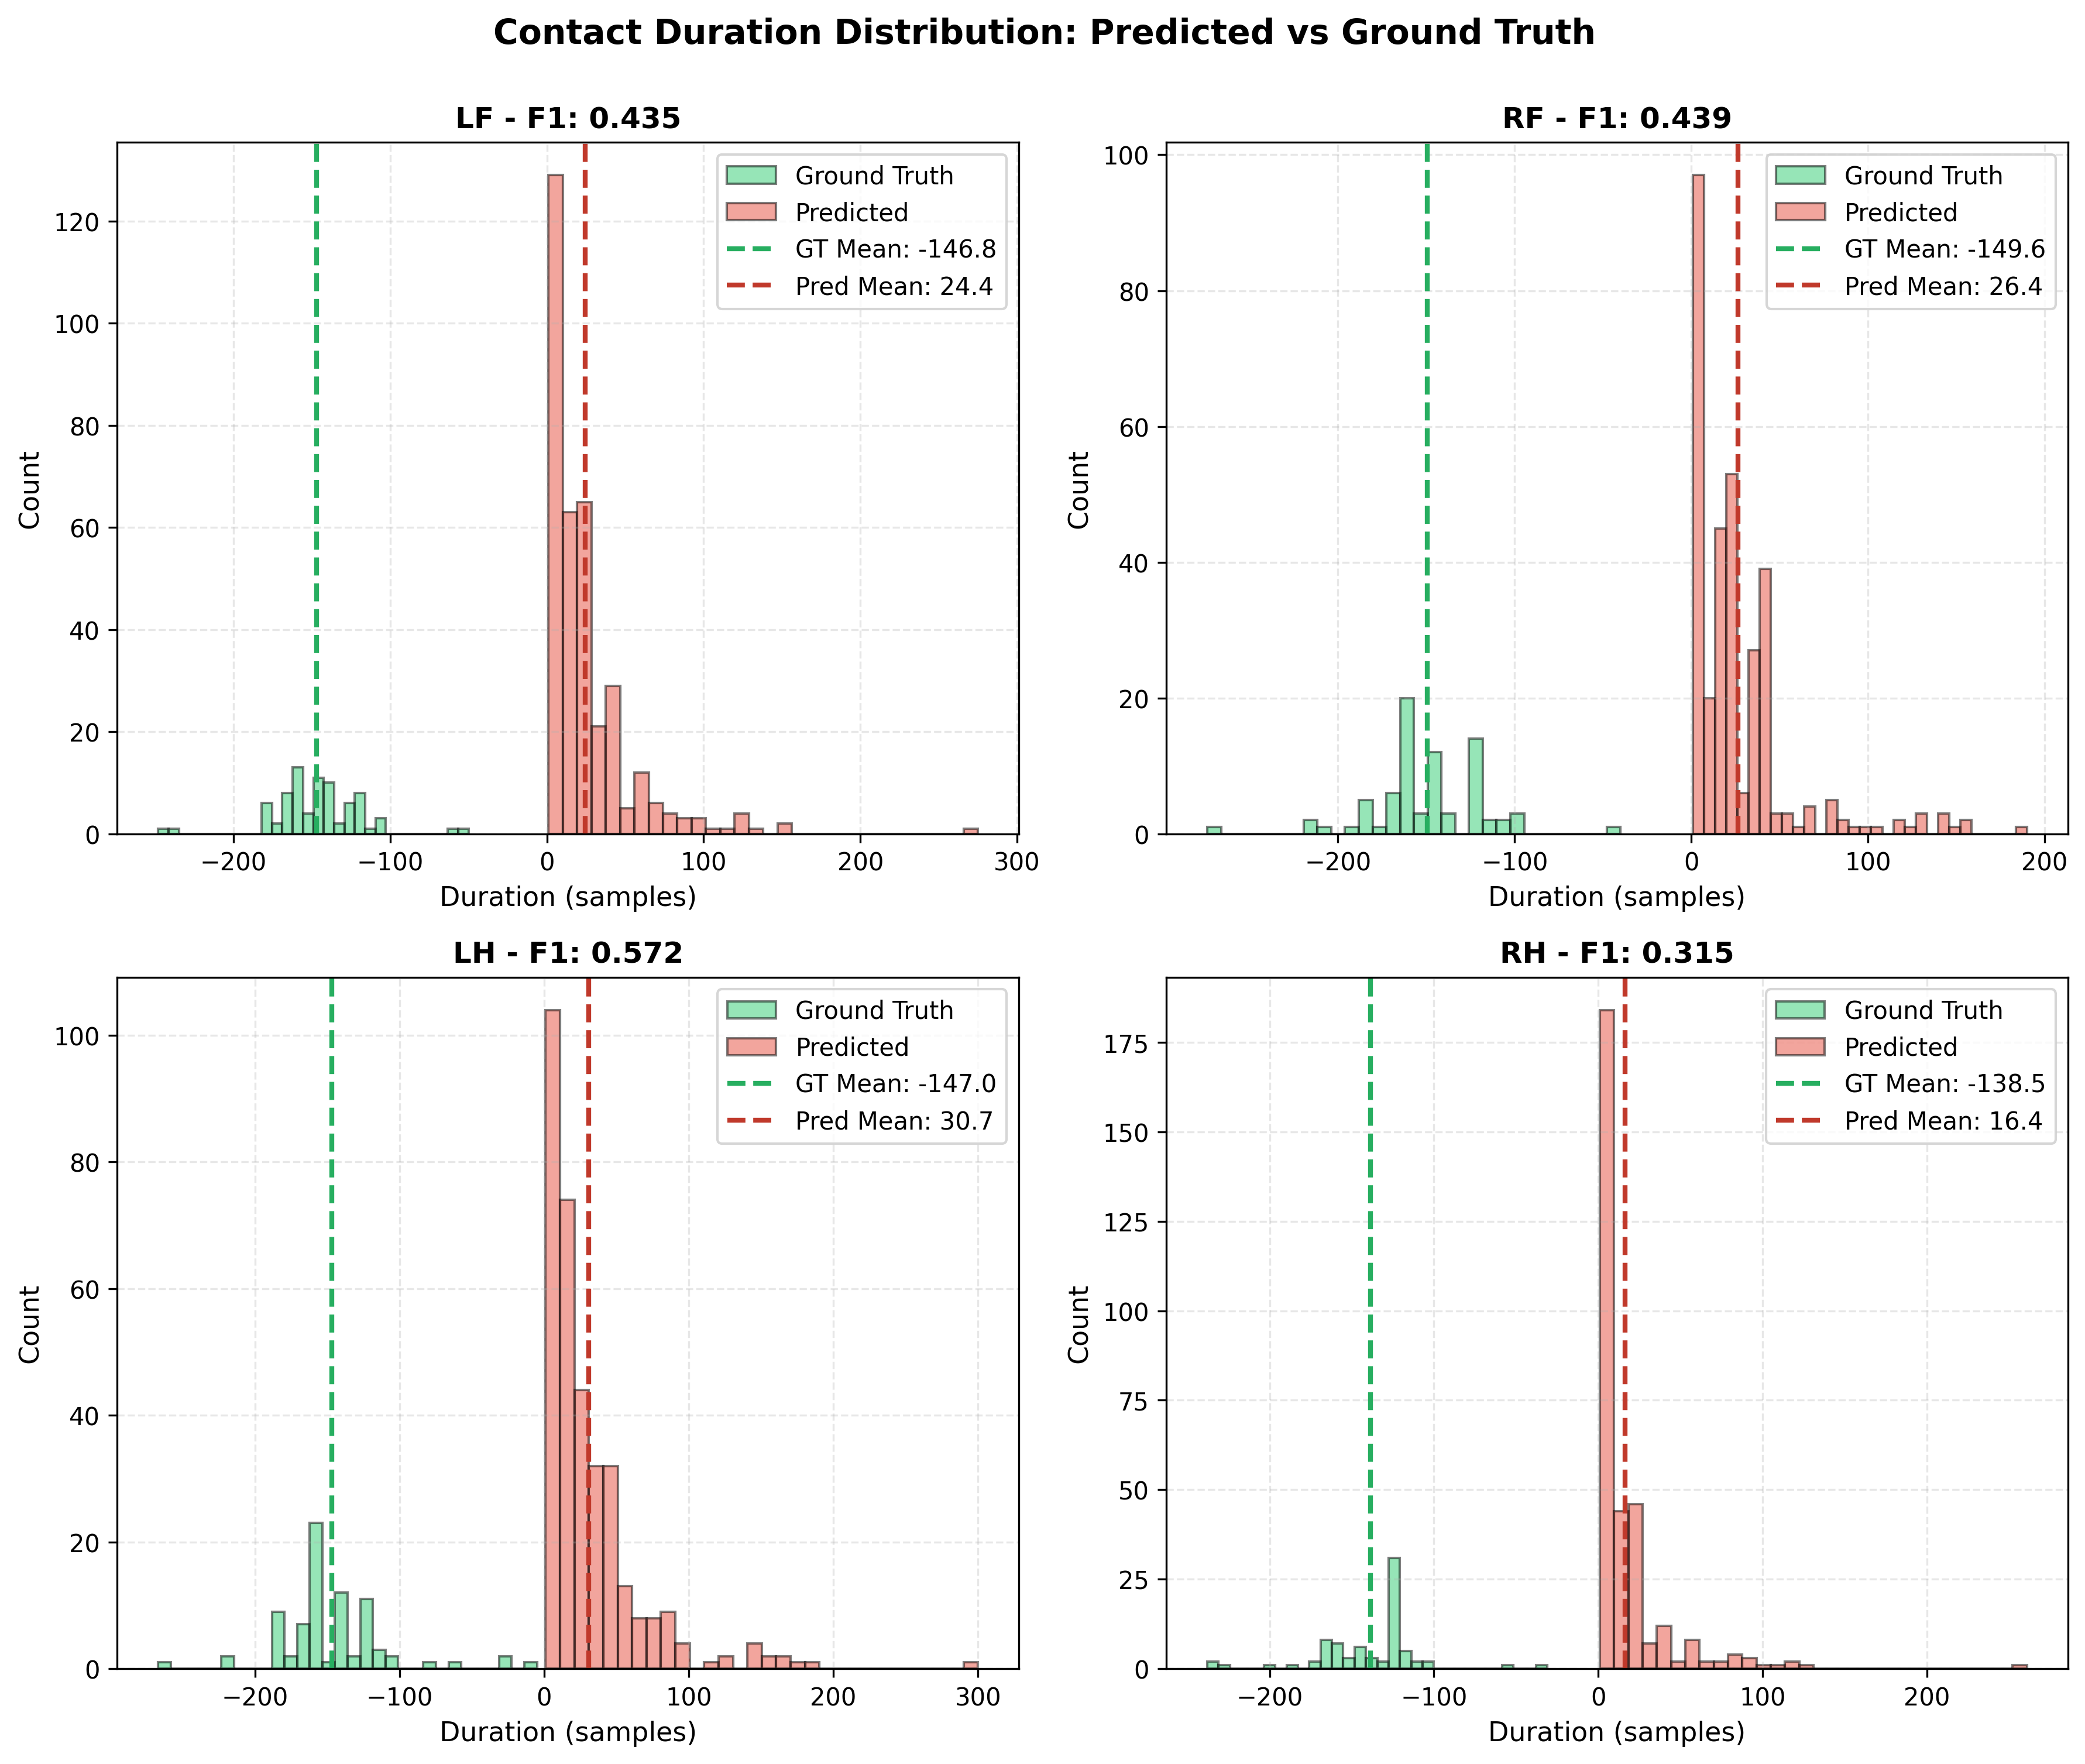 Contact Duration Distribution: Predicted vs Ground Truth
LF - F1: 0.435
Ground Truth
Predicted
GT Mean: -146.8
Pred Mean: 24.4
120
100
80
60
40
20
0
Count
−200
−100
0
100
200
300
Duration (samples)
RF - F1: 0.439
Ground Truth
Predicted
GT Mean: -149.6
Pred Mean: 26.4
100
80
60
40
20
0
Count
−200
−100
0
100
200
Duration (samples)
LH - F1: 0.572
Ground Truth
Predicted
GT Mean: -147.0
Pred Mean: 30.7
100
80
60
40
20
0
Count
−200
−100
0
100
200
300
Duration (samples)
RH - F1: 0.315
Ground Truth
Predicted
GT Mean: -138.5
Pred Mean: 16.4
175
150
125
100
75
50
25
0
Count
−200
−100
0
100
200
Duration (samples)